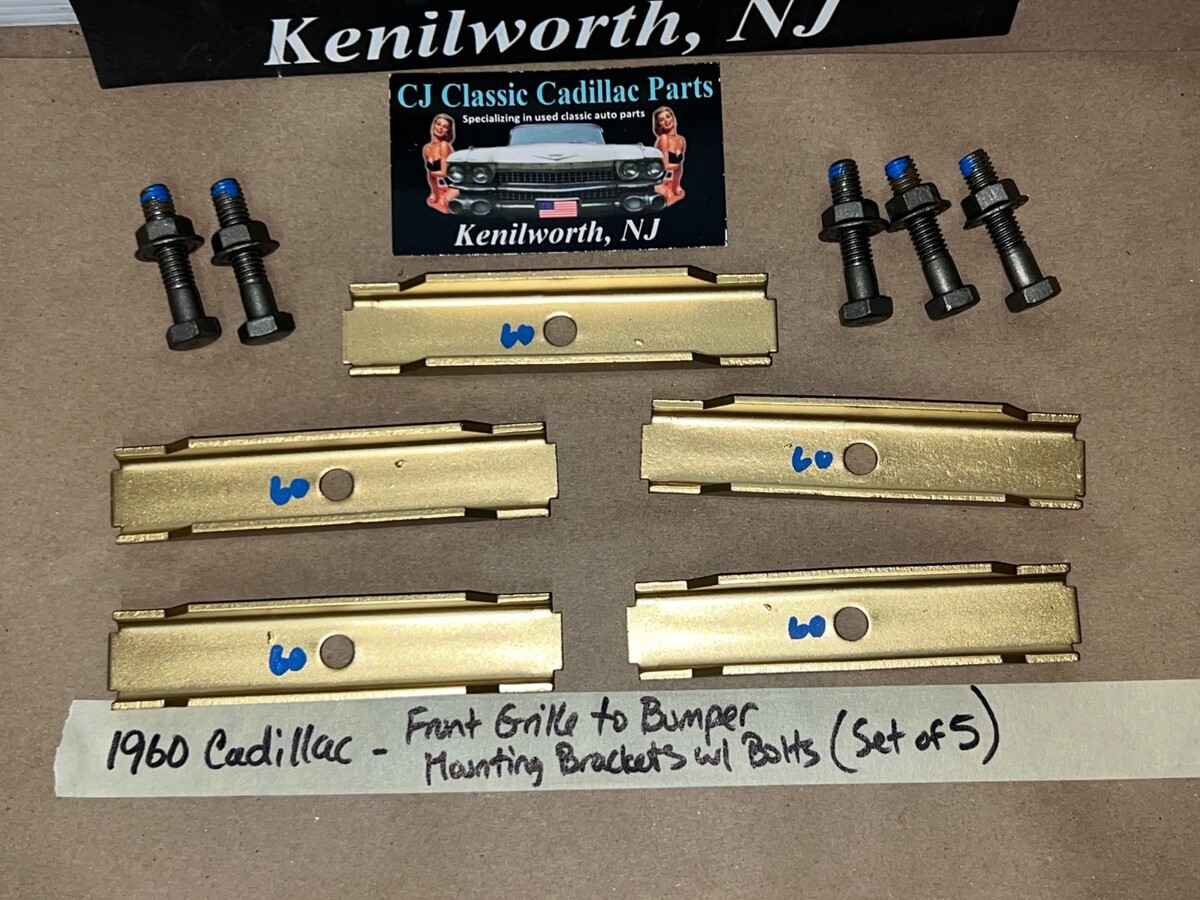 Kenilworth, NJ
CJ Classic Cadillac Parts
Specializing in used classic auto parts
Kenilworth, NJ
60
60
60
60
60
1960 Cadillac - Front Grille to Bumper
Mounting Brackets w/ Bolts (Set of 5)